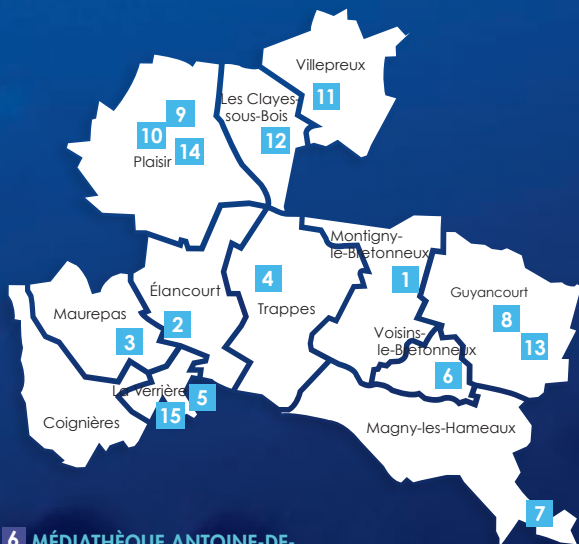 Villepreux
11
Les Clayes-
sous-Bois
12
9
10
14
Plaisir
Montigny-
le-Bretonneux
1
4
Trappes
Élancourt
2
Maurepas
3
Guyancourt
8
13
Voisins-
le-Bretonneux
6
La Verrière
5
15
Coignières
Magny-les-Hameaux
7
6 MÉDIATHÈQUE ANTOINE-DE-